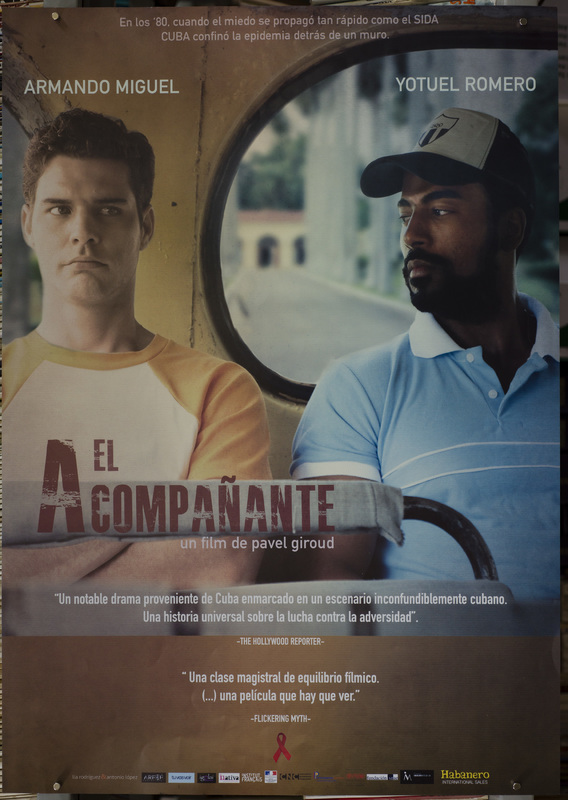 En los '80, cuando el miedo se propagó tan rápido como el SIDA
CUBA confinó la epidemia detrás de un muro.
ARMANDO MIGUEL
YOTUEL ROMERO
EL
ACOMPAÑANTE
un film de pavel giroud
“Un notable drama proveniente de Cuba enmarcado en un escenario inconfundiblemente cubano.
Una historia universal sobre la lucha contra la adversidad”.
-THE HOLLYWOOD REPORTER-
“ Una clase magistral de equilibrio fílmico.
(...) una película que hay que ver.”
-FLICKERING MYTH-
Habanero
INTERNATIONAL SALES